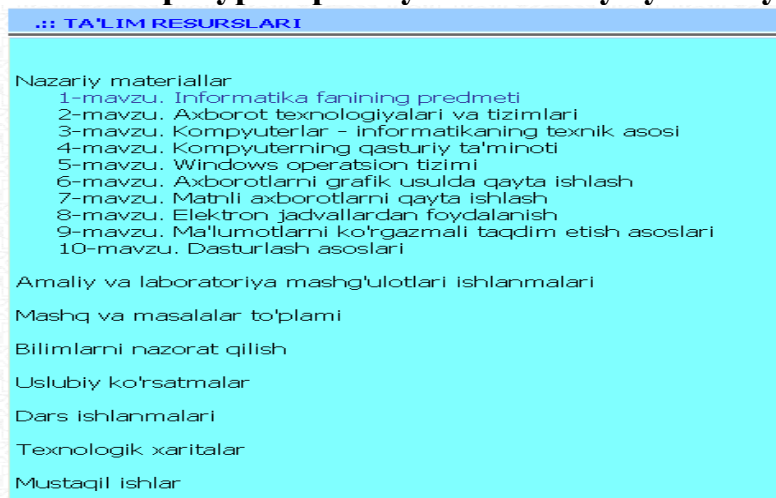 .:: TA'LIM RESURSLARI
Nazariy materiallar
1-mavzu. Informatika fanining predmeti
2-mavzu. Axborot texnologiyalari va tizimlari
3-mavzu. Kompyuterlar - informatikaning texnik asosi
4-mavzu. Kompyuterning qasturiy ta'minoti
5-mavzu. Windows operatsion tizimi
6-mavzu. Axborotlarni grafik usulda qayta ishlash
7-mavzu. Matnli axborotlarni qayta ishlash
8-mavzu. Elektron jadvallardan foydalanish
9-mavzu. Ma'lumotlarni ko'rgazmali taqdim etish asoslari
10-mavzu. Dasturlash asoslari
Amaliy va laboratoriya mashg'ulotlari ishlanmalari
Mashq va masalalar to'plami
Bilimlarni nazorat qilish
Uslubiy ko'rsatmalar
Dars ishlanmalari
Texnologik xaritalar
Mustaqil ishlar